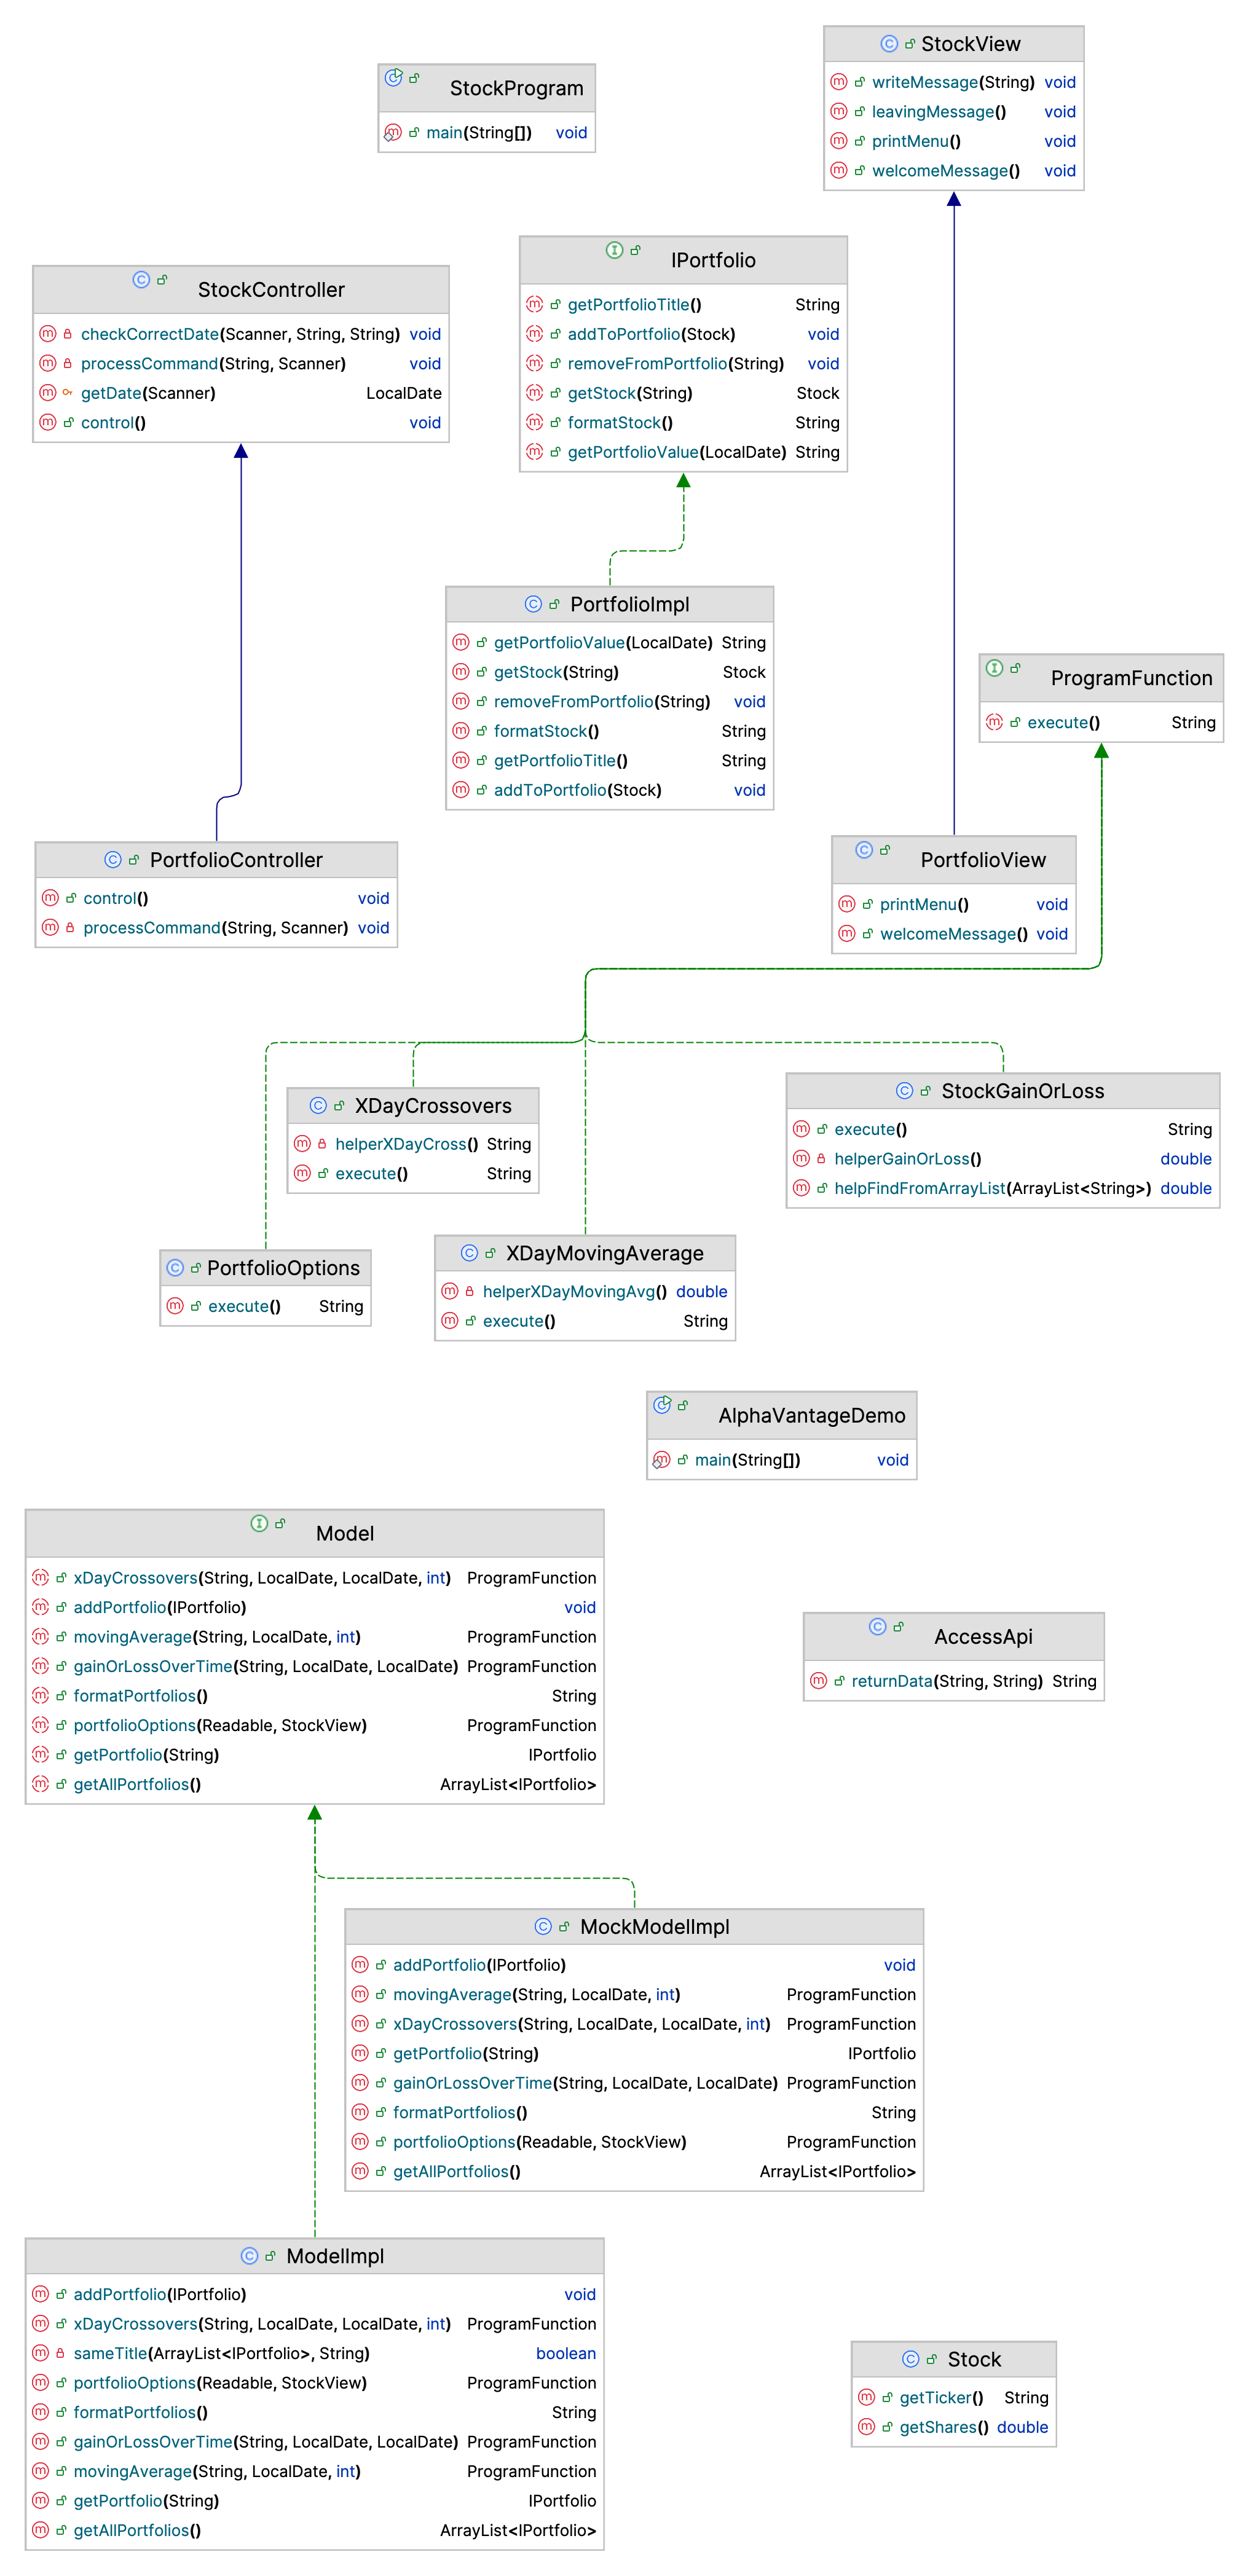 StockView
writeMessage(String) void
leavingMessage() void
printMenu() void
welcomeMessage() void
StockProgram
main(String[]) void
IPortfolio
getPortfolioTitle() String
addToPortfolio(Stock) void
removeFromPortfolio(String) void
getStock(String) Stock
formatStock() String
getPortfolioValue(LocalDate) String
StockController
checkCorrectDate(Scanner, String, String) void
processCommand(String, Scanner) void
getDate(Scanner) LocalDate
control() void
PortfolioImpl
getPortfolioValue(LocalDate) String
getStock(String) Stock
removeFromPortfolio(String) void
formatStock() String
getPortfolioTitle() String
addToPortfolio(Stock) void
ProgramFunction
execute() String
PortfolioController
control() void
processCommand(String, Scanner) void
PortfolioView
printMenu() void
welcomeMessage() void
XDayCrossovers
helperXDayCross() String
execute() String
StockGainOrLoss
execute() String
helperGainOrLoss() double
helpFindFromArrayList(ArrayList<String>) double
PortfolioOptions
execute() String
XDayMovingAverage
helperXDayMovingAvg() double
execute() String
AlphaVantageDemo
main(String[]) void
Model
xDayCrossovers(String, LocalDate, LocalDate, int) ProgramFunction
addPortfolio(IPortfolio) void
movingAverage(String, LocalDate, int) ProgramFunction
gainOrLossOverTime(String, LocalDate, LocalDate) ProgramFunction
formatPortfolios() String
portfolioOptions(Readable, StockView) ProgramFunction
getPortfolio(String) IPortfolio
getAllPortfolios() ArrayList<IPortfolio>
AccessApi
returnData(String, String) String
MockModelImpl
addPortfolio(IPortfolio) void
movingAverage(String, LocalDate, int) ProgramFunction
xDayCrossovers(String, LocalDate, LocalDate, int) ProgramFunction
getPortfolio(String) IPortfolio
gainOrLossOverTime(String, LocalDate, LocalDate) ProgramFunction
formatPortfolios() String
portfolioOptions(Readable, StockView) ProgramFunction
getAllPortfolios() ArrayList<IPortfolio>
ModelImpl
addPortfolio(IPortfolio) void
xDayCrossovers(String, LocalDate, LocalDate, int) ProgramFunction
sameTitle(ArrayList<IPortfolio>, String) boolean
portfolioOptions(Readable, StockView) ProgramFunction
formatPortfolios() String
gainOrLossOverTime(String, LocalDate, LocalDate) ProgramFunction
movingAverage(String, LocalDate, int) ProgramFunction
getPortfolio(String) IPortfolio
getAllPortfolios() ArrayList<IPortfolio>
Stock
getTicker() String
getShares() double